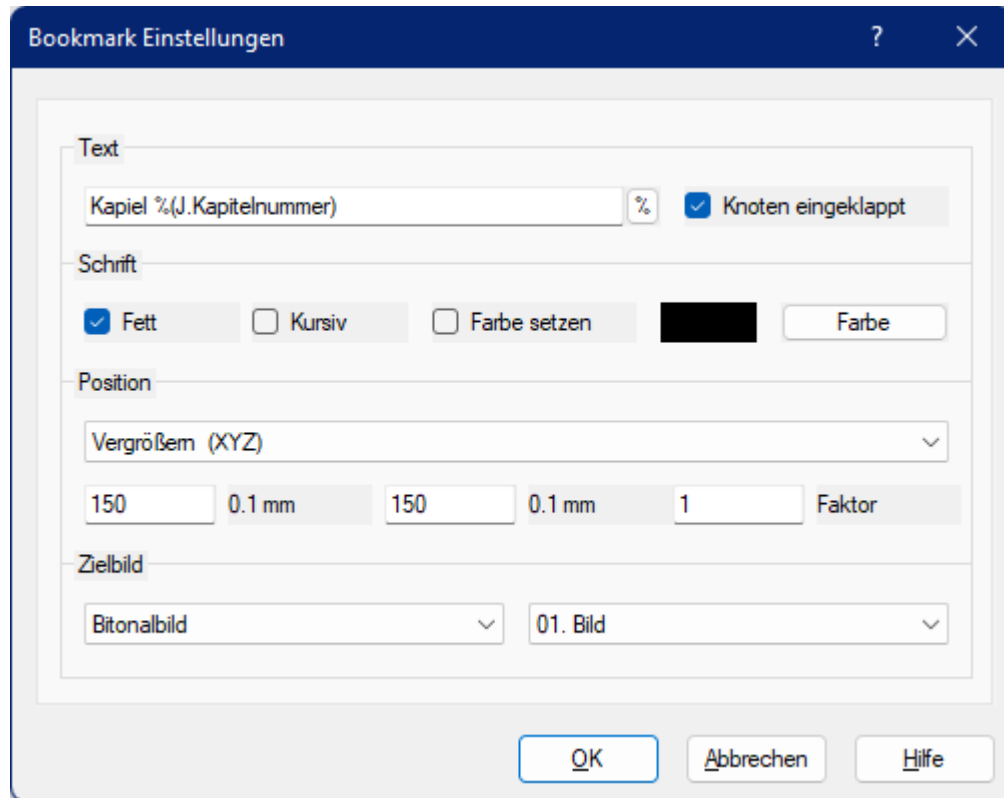 Bookmark Einstellungen ?
Text
Kapiel %(J.Kapitelnummer) % Knoten eingeklappt
Schrift
Fett Kursiv Farbe setzen Farbe
Position
Vergrößern (XYZ)
150 0.1 mm 150 0.1 mm 1 Faktor
Zielbild
Bitonalbild 01. Bild
OK Abbrechen Hilfe